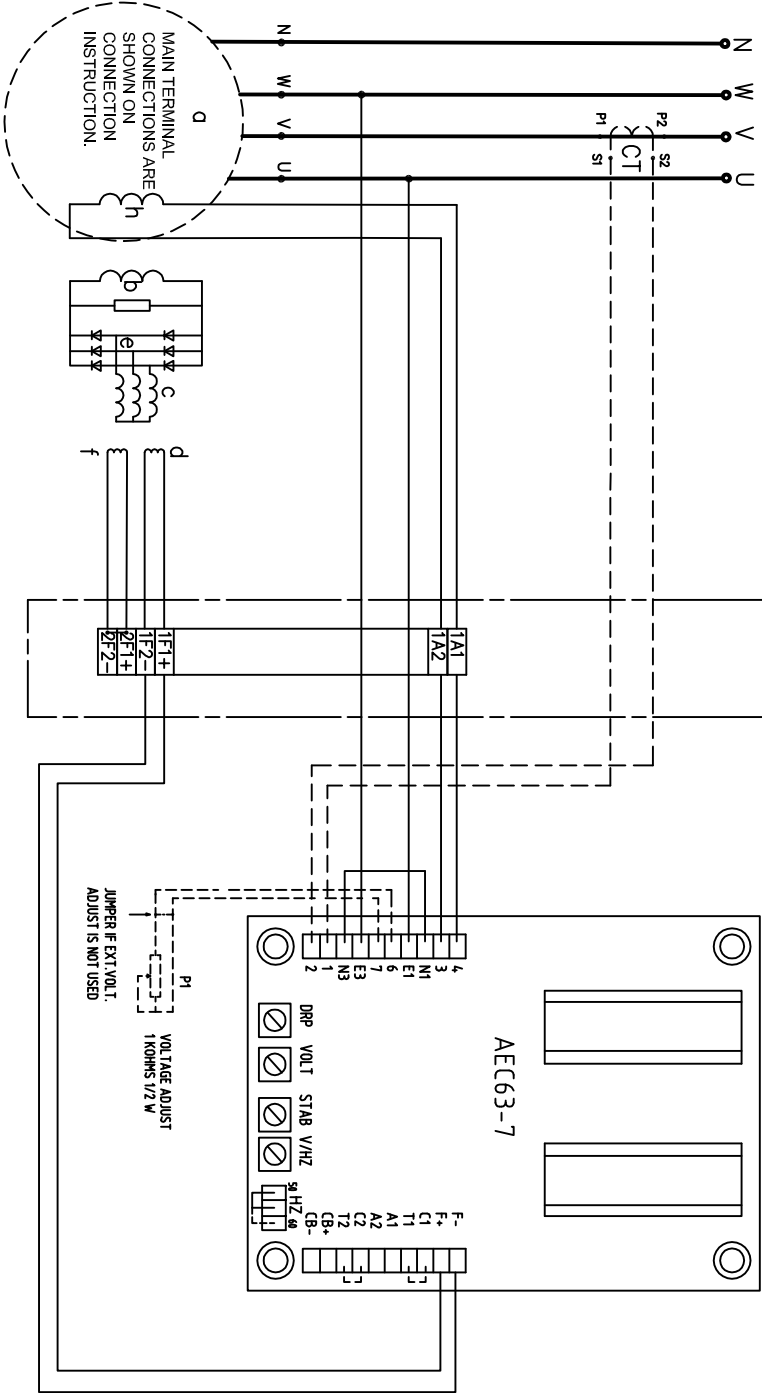 N
W
V
U
N
W
V
U
P1
P2
CT
S1
S2
MAIN TERMINAL
CONNECTIONS ARE
SHOWN ON
CONNECTION
INSTRUCTION.
a
h
b
e
c
d
f
1A1
1A2
1F1+
1F2-
2F1+
2F2-
AEC63-7
4
3
N1
E1
6
7
E3
N3
1
2
DRP
VOLT
STAB
V/HZ
50
HZ
60
F-
F+
C1
T1
A1
A2
C2
T2
CB+
CB-
P1
JUMPER IF EXT.VOLT.
ADJUST IS NOT USED
VOLTAGE ADJUST
1KOHMS 1/2 W